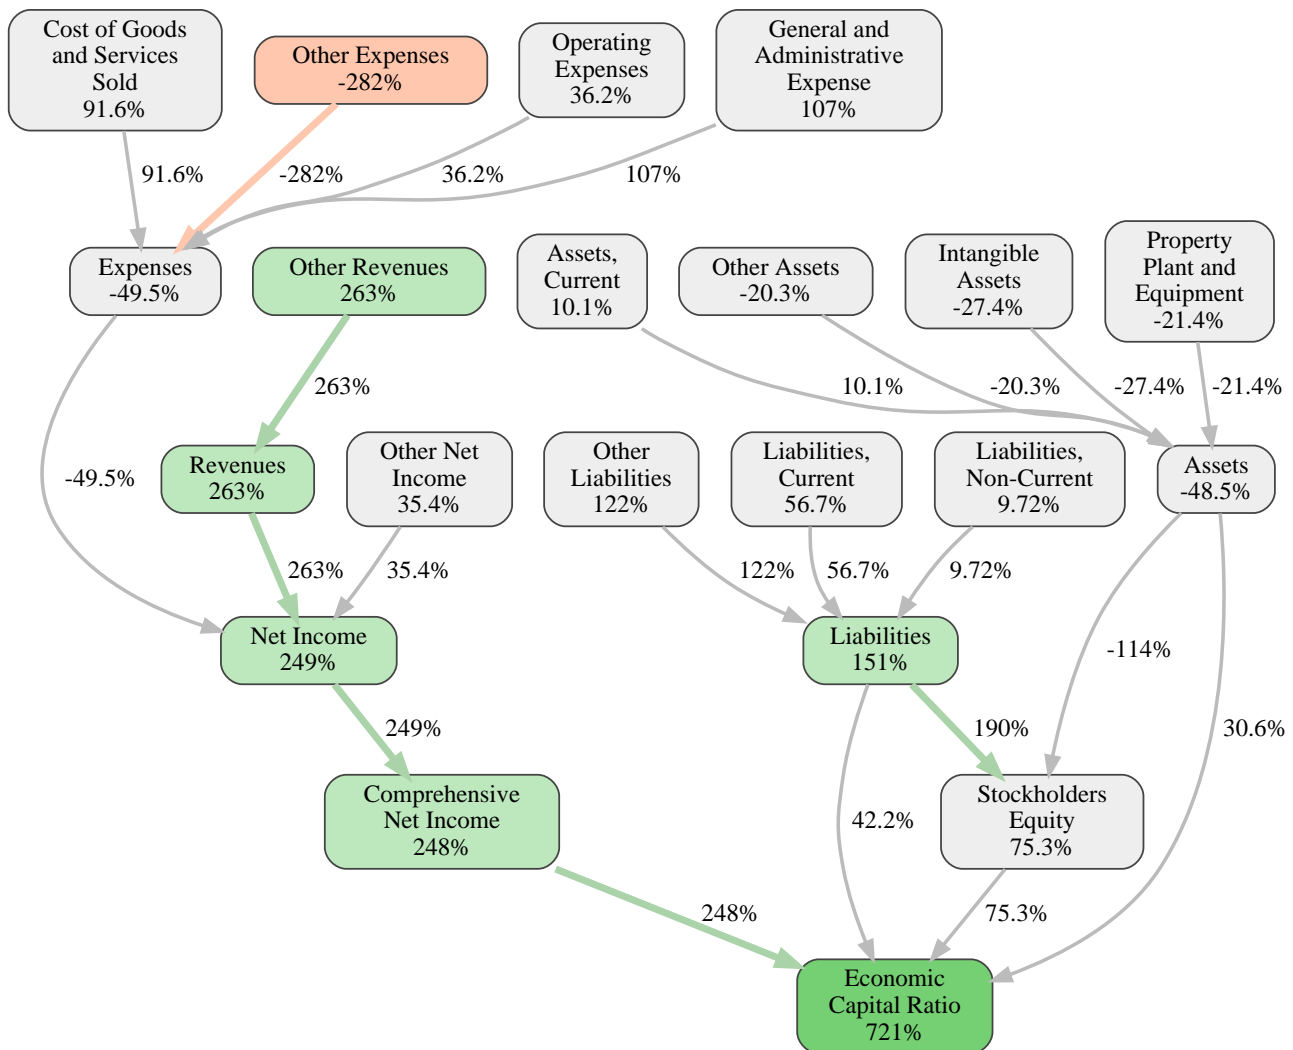 Cost of Goods
and Services
Sold
91.6%
Other Expenses
-282%
Operating
Expenses
36.2%
General and
Administrative
Expense
107%
91.6%
-282%
36.2%
107%
Expenses
-49.5%
Other Revenues
263%
Assets,
Current
10.1%
Other Assets
-20.3%
Intangible
Assets
-27.4%
Property
Plant and
Equipment
-21.4%
263%
10.1%
-20.3%
-27.4%
-21.4%
-49.5%
Revenues
263%
Other Net
Income
35.4%
Other
Liabilities
122%
Liabilities,
Current
56.7%
Liabilities,
Non-Current
9.72%
Assets
-48.5%
263%
35.4%
122%
56.7%
9.72%
Net Income
249%
Liabilities
151%
-114%
249%
190%
30.6%
Comprehensive
Net Income
248%
42.2%
Stockholders
Equity
75.3%
248%
75.3%
Economic
Capital Ratio
721%